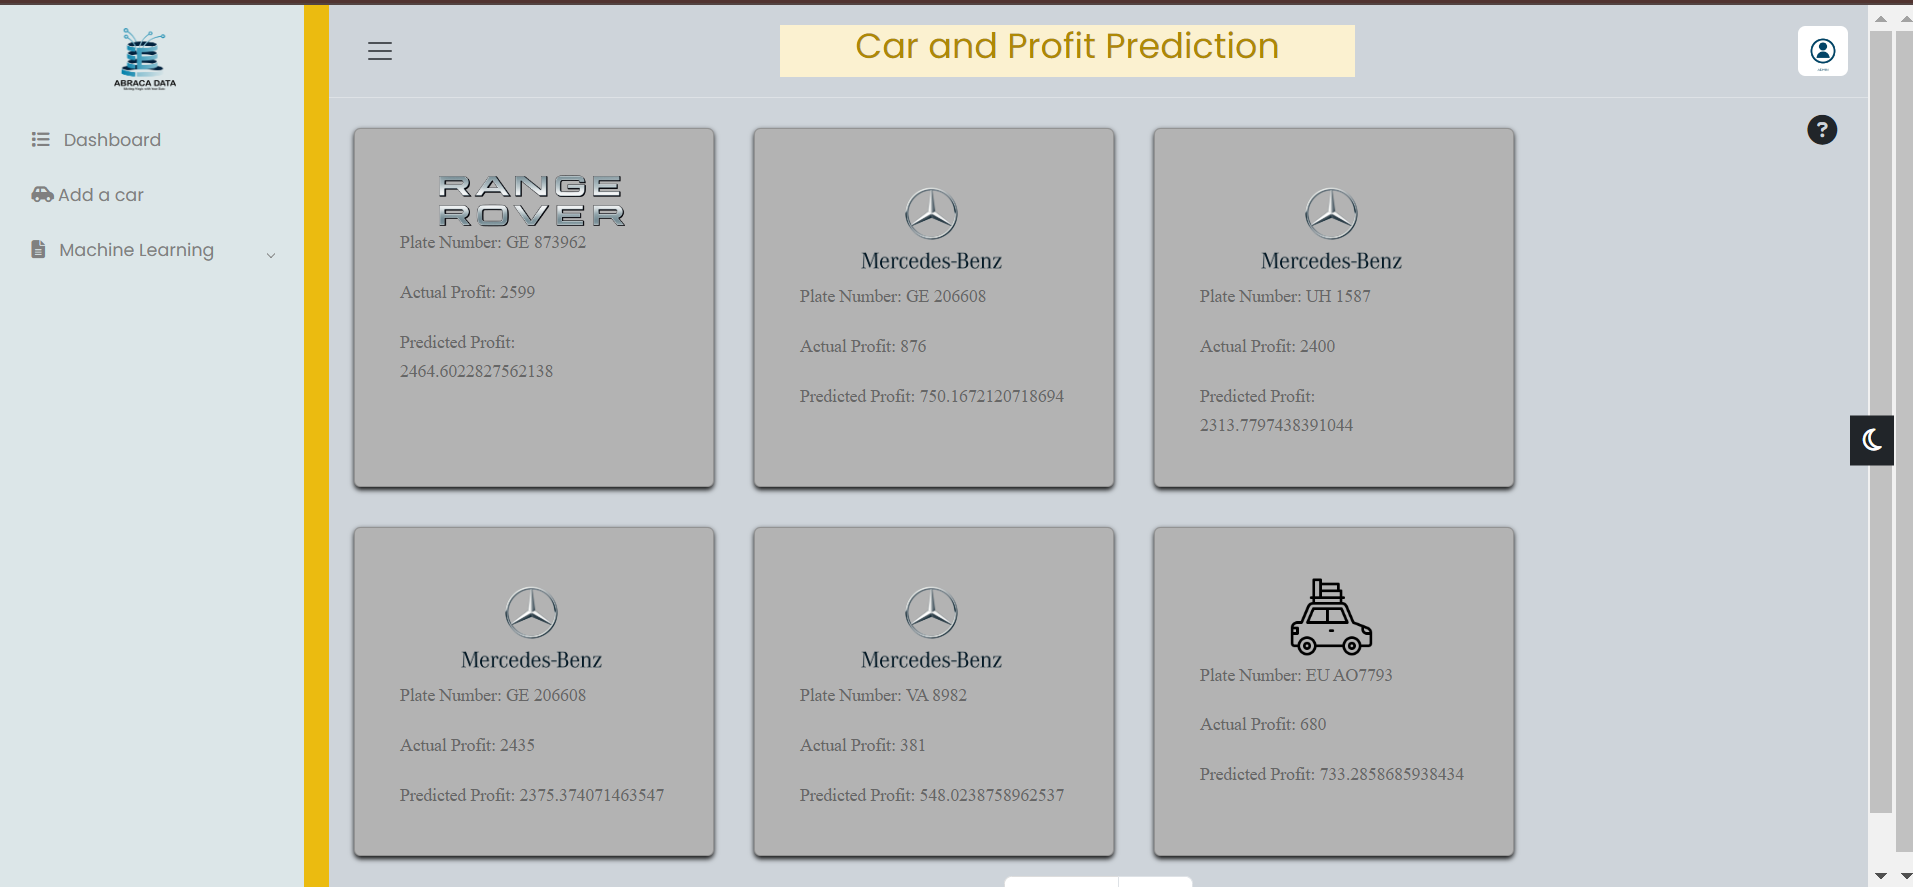 ABRACA DATA
Dashboard
Add a car
Machine Learning
Car and Profit Prediction
?
RANGE
ROVER
Plate Number: GE 873962
Actual Profit: 2599
Predicted Profit:
2464.6022827562138
Mercedes-Benz
Plate Number: GE 206608
Actual Profit: 876
Predicted Profit: 750.1672120718694
Mercedes-Benz
Plate Number: UH 1587
Actual Profit: 2400
Predicted Profit:
2313.7797438391044
Mercedes-Benz
Plate Number: GE 206608
Actual Profit: 2435
Predicted Profit: 2375.374071463547
Mercedes-Benz
Plate Number: VA 8982
Actual Profit: 381
Predicted Profit: 548.0238758962537
Plate Number: EU AO7793
Actual Profit: 680
Predicted Profit: 733.2858685938434